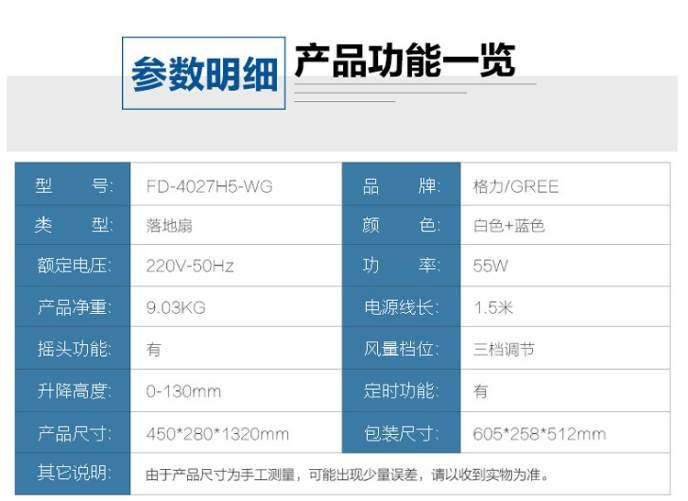 参数明细 产品功能一览
型 号: FD-4027H5-WG 品 牌: 格力/GREE
类 型: 落地扇 颜 色: 白色+蓝色
额定电压: 220V-50Hz 功 率: 55W
产品净重: 9.03KG 电源线长: 1.5米
摇头功能: 有 风量档位: 三档调节
升降高度: 0-130mm 定时功能: 有
产品尺寸: 450*280*1320mm 包装尺寸: 605*258*512mm
其它说明: 由于产品尺寸为手工测量，可能出现少量误差，请以收到实物为准。